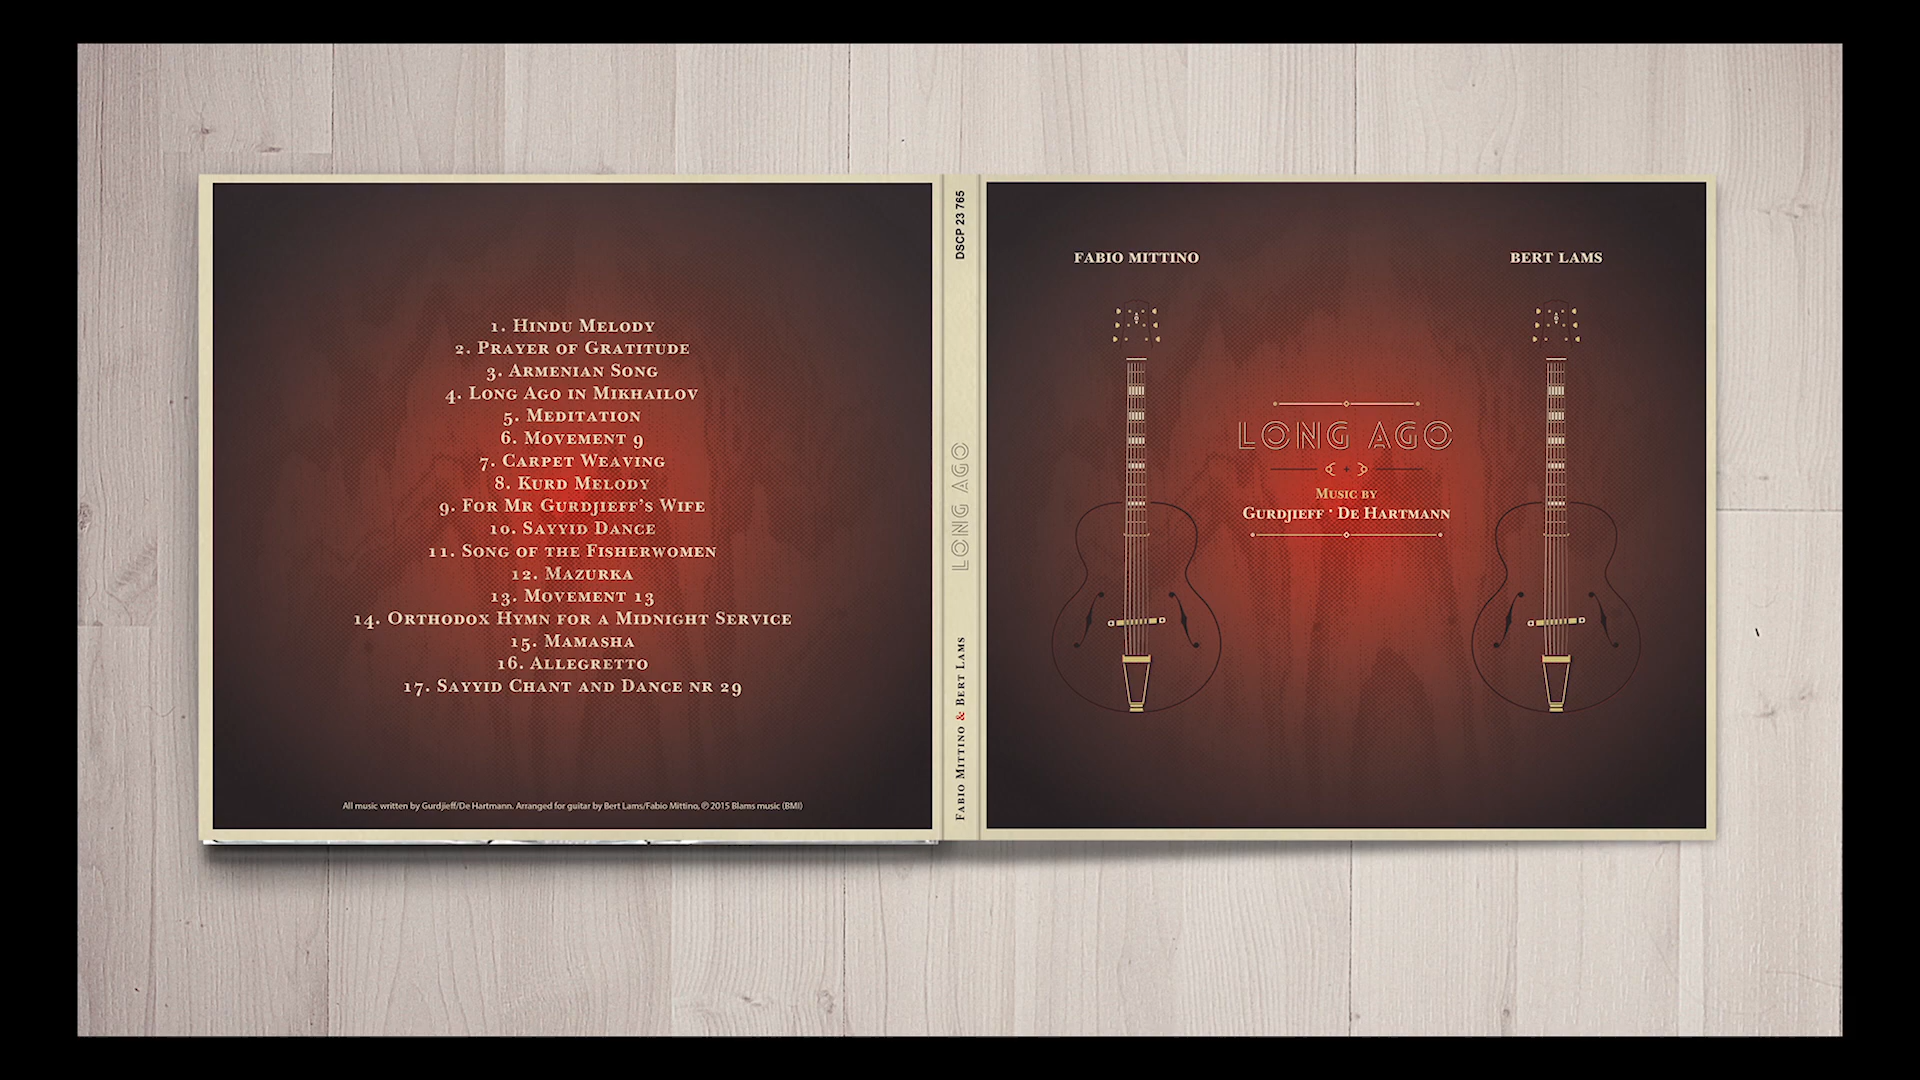 1. Hindu Melody
2. Prayer of Gratitude
3. Armenian Song
4. Long Ago in Mikhailov
5. Meditation
6. Movement 9
7. Carpet Weaving
8. Kurd Melody
9. For Mr Gurdjieff's Wife
10. Sayyid Dance
11. Song of the Fisherwomen
12. Mazurka
13. Movement 13
14. Orthodox Hymn for a Midnight Service
15. Mamasha
16. Allegretto
17. Sayyid Chant and Dance nr 29
All music written by Gurdjieff/De Hartmann. Arranged for guitar by Bert Lams/Fabio Mittino, ℗ 2015 Blams music (BMI)
DSCP 23 765
LONG AGO
Fabio Mittino & Bert Lams
FABIO MITTINO
BERT LAMS
LONG AGO
Music by
Gurdjieff · De Hartmann